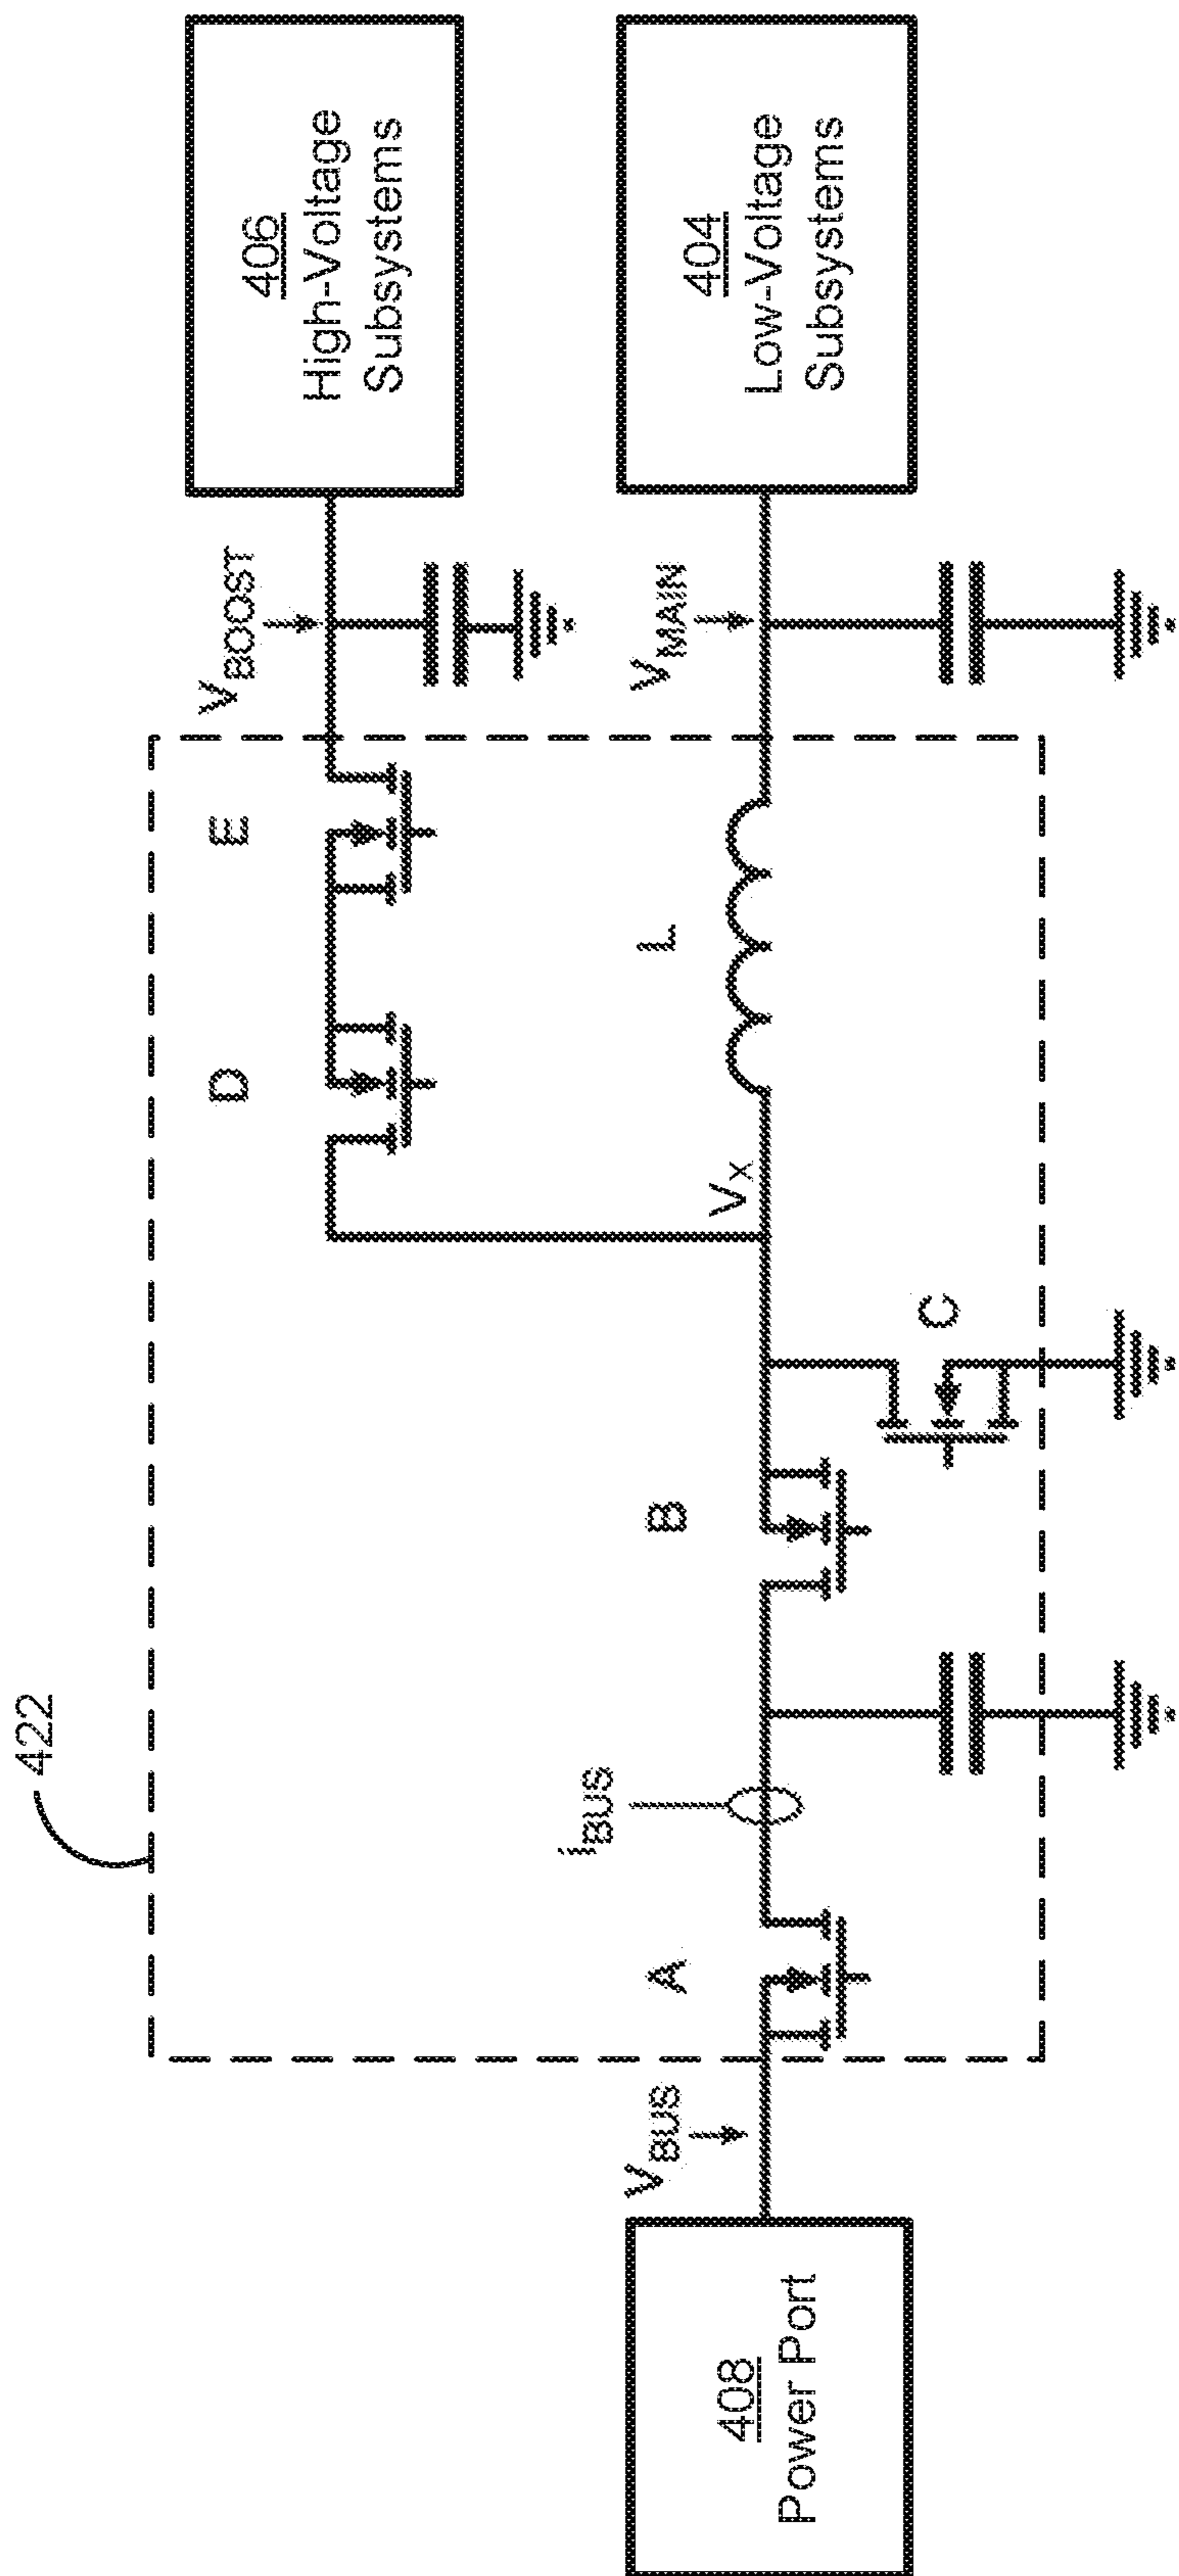 422
406
High-Voltage
Subsystems
V_BOOST
E
D
404
Low-Voltage
Subsystems
V_MAIN
L
V_X
C
B
i_BUS
A
V_BUS
408
Power Port